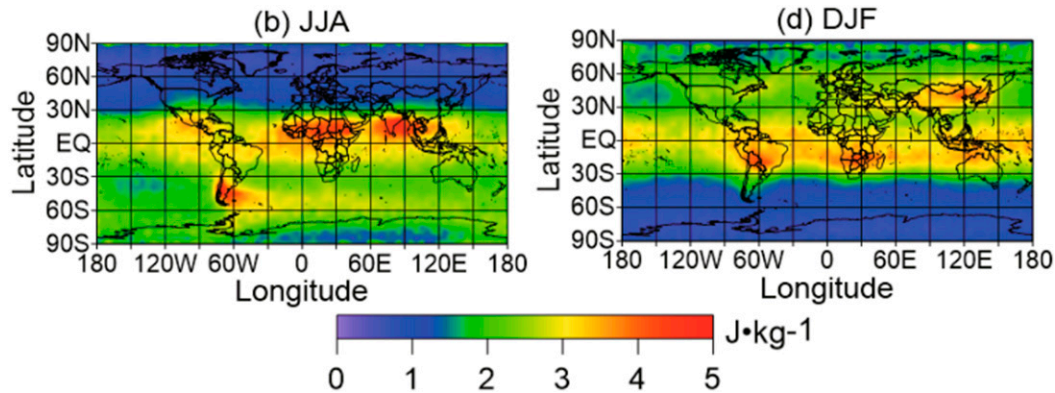 (b) JJA
90N
60N
30N
EQ
30S
60S
90S
Latitude
180 120W 60W 0 60E 120E 180
Longitude
(d) DJF
90N
60N
30N
EQ
30S
60S
90S
Latitude
180 120W 60W 0 60E 120E 180
Longitude
J•kg-1
0 1 2 3 4 5